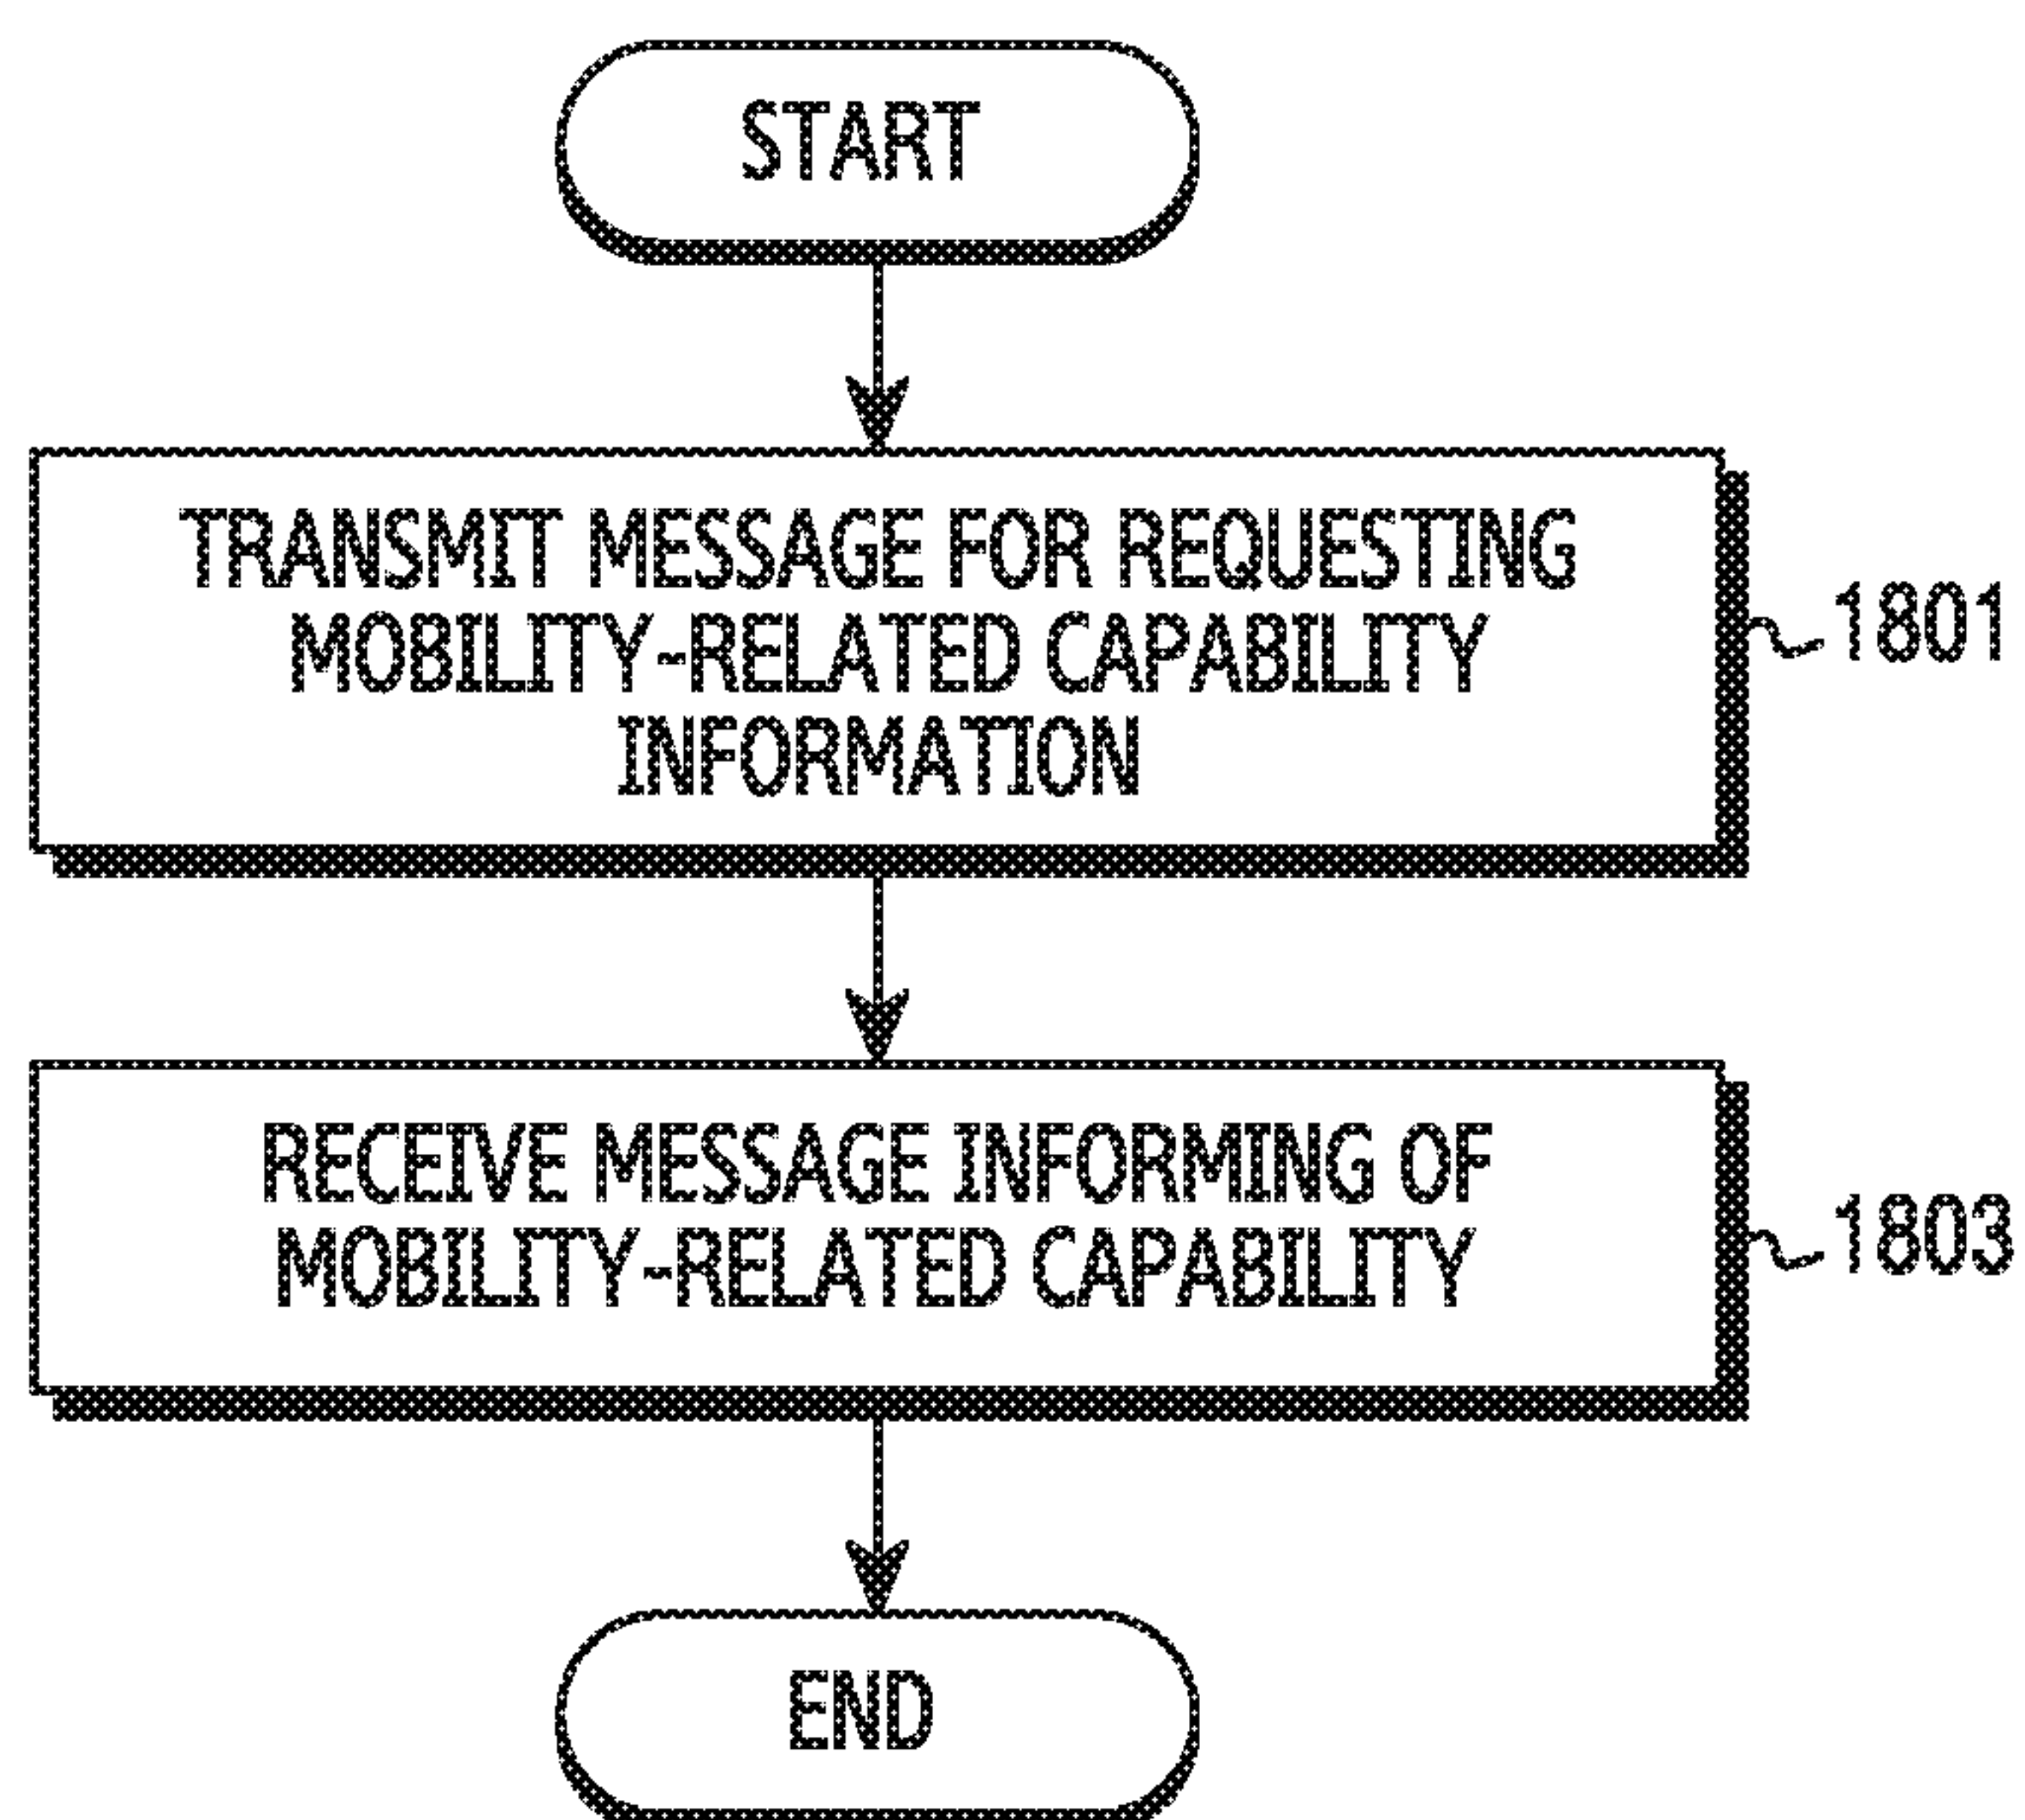 START
TRANSMIT MESSAGE FOR REQUESTING
MOBILITY-RELATED CAPABILITY
INFORMATION
1801
RECEIVE MESSAGE INFORMING OF
MOBILITY-RELATED CAPABILITY
1803
END